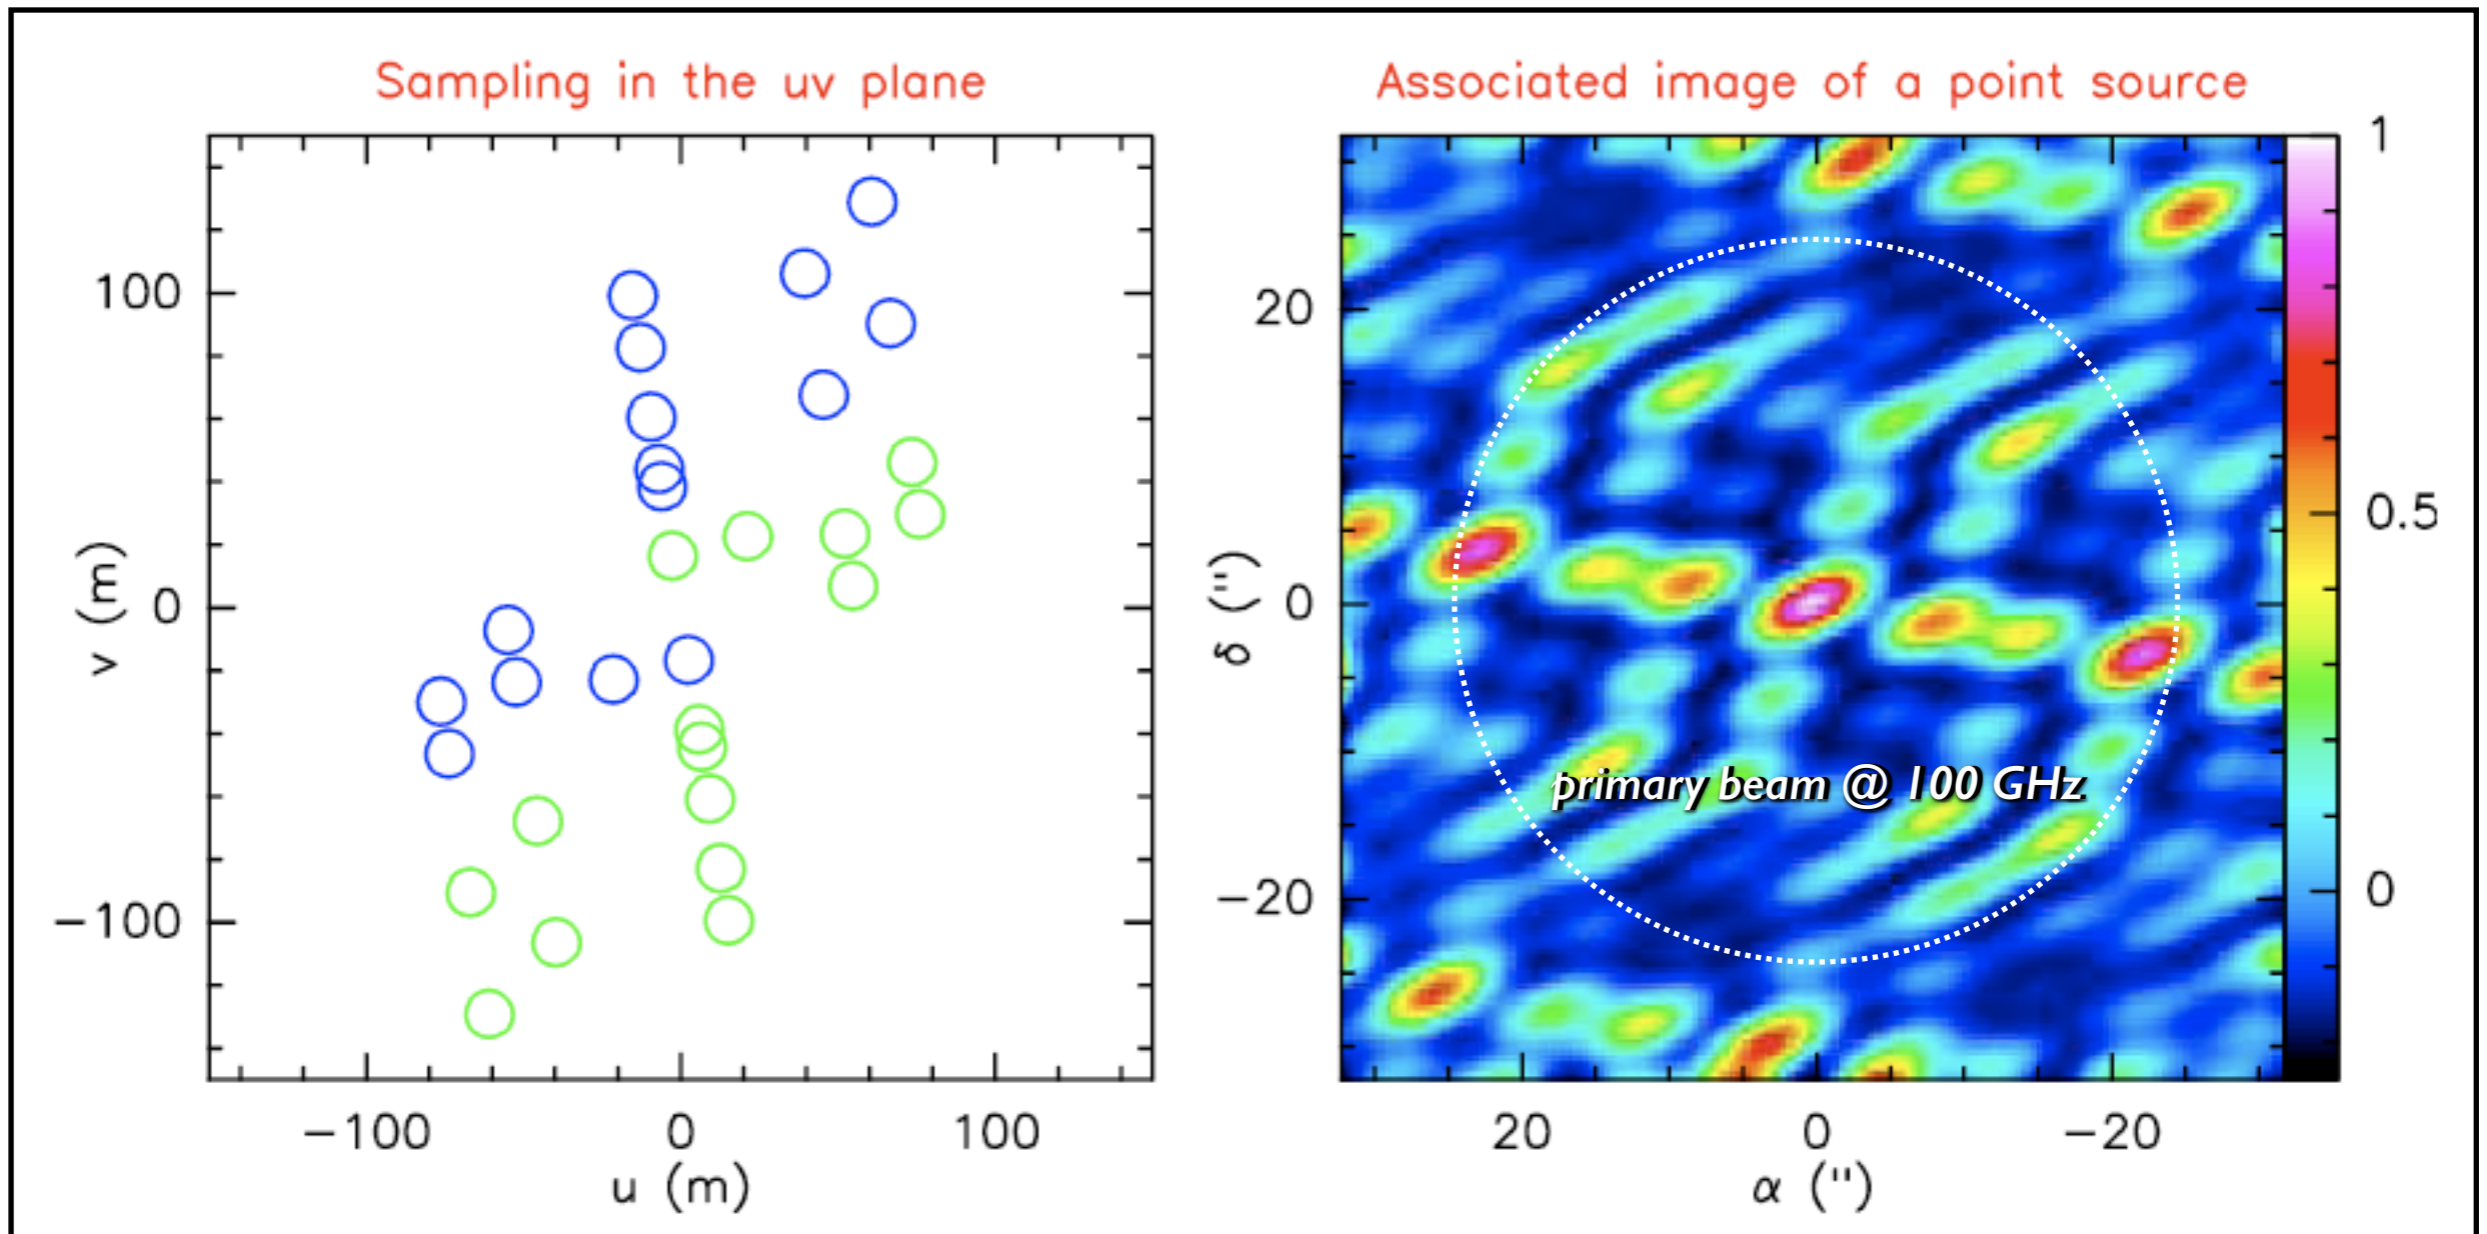 Sampling in the uv plane
100
0
−100
v (m)
−100 0 100
u (m)
Associated image of a point source
20
0
−20
δ (")
primary beam @ 100 GHz
20 0 −20
α (")
1
0.5
0